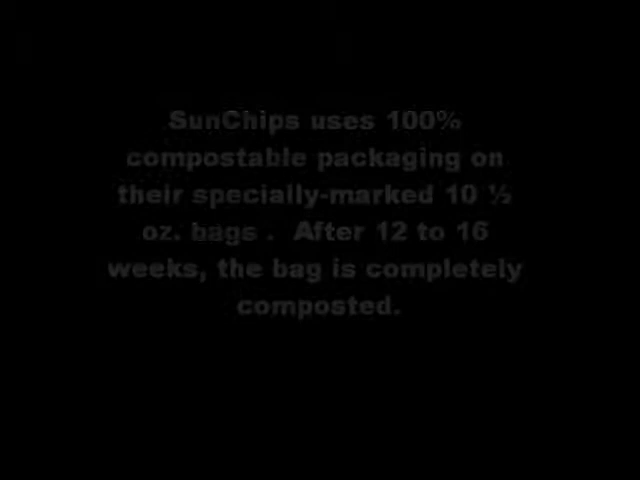 SunChips uses 100%
compostable packaging on
their specially-marked 10 ½
oz. bags .  After 12 to 16
weeks, the bag is completely
composted.